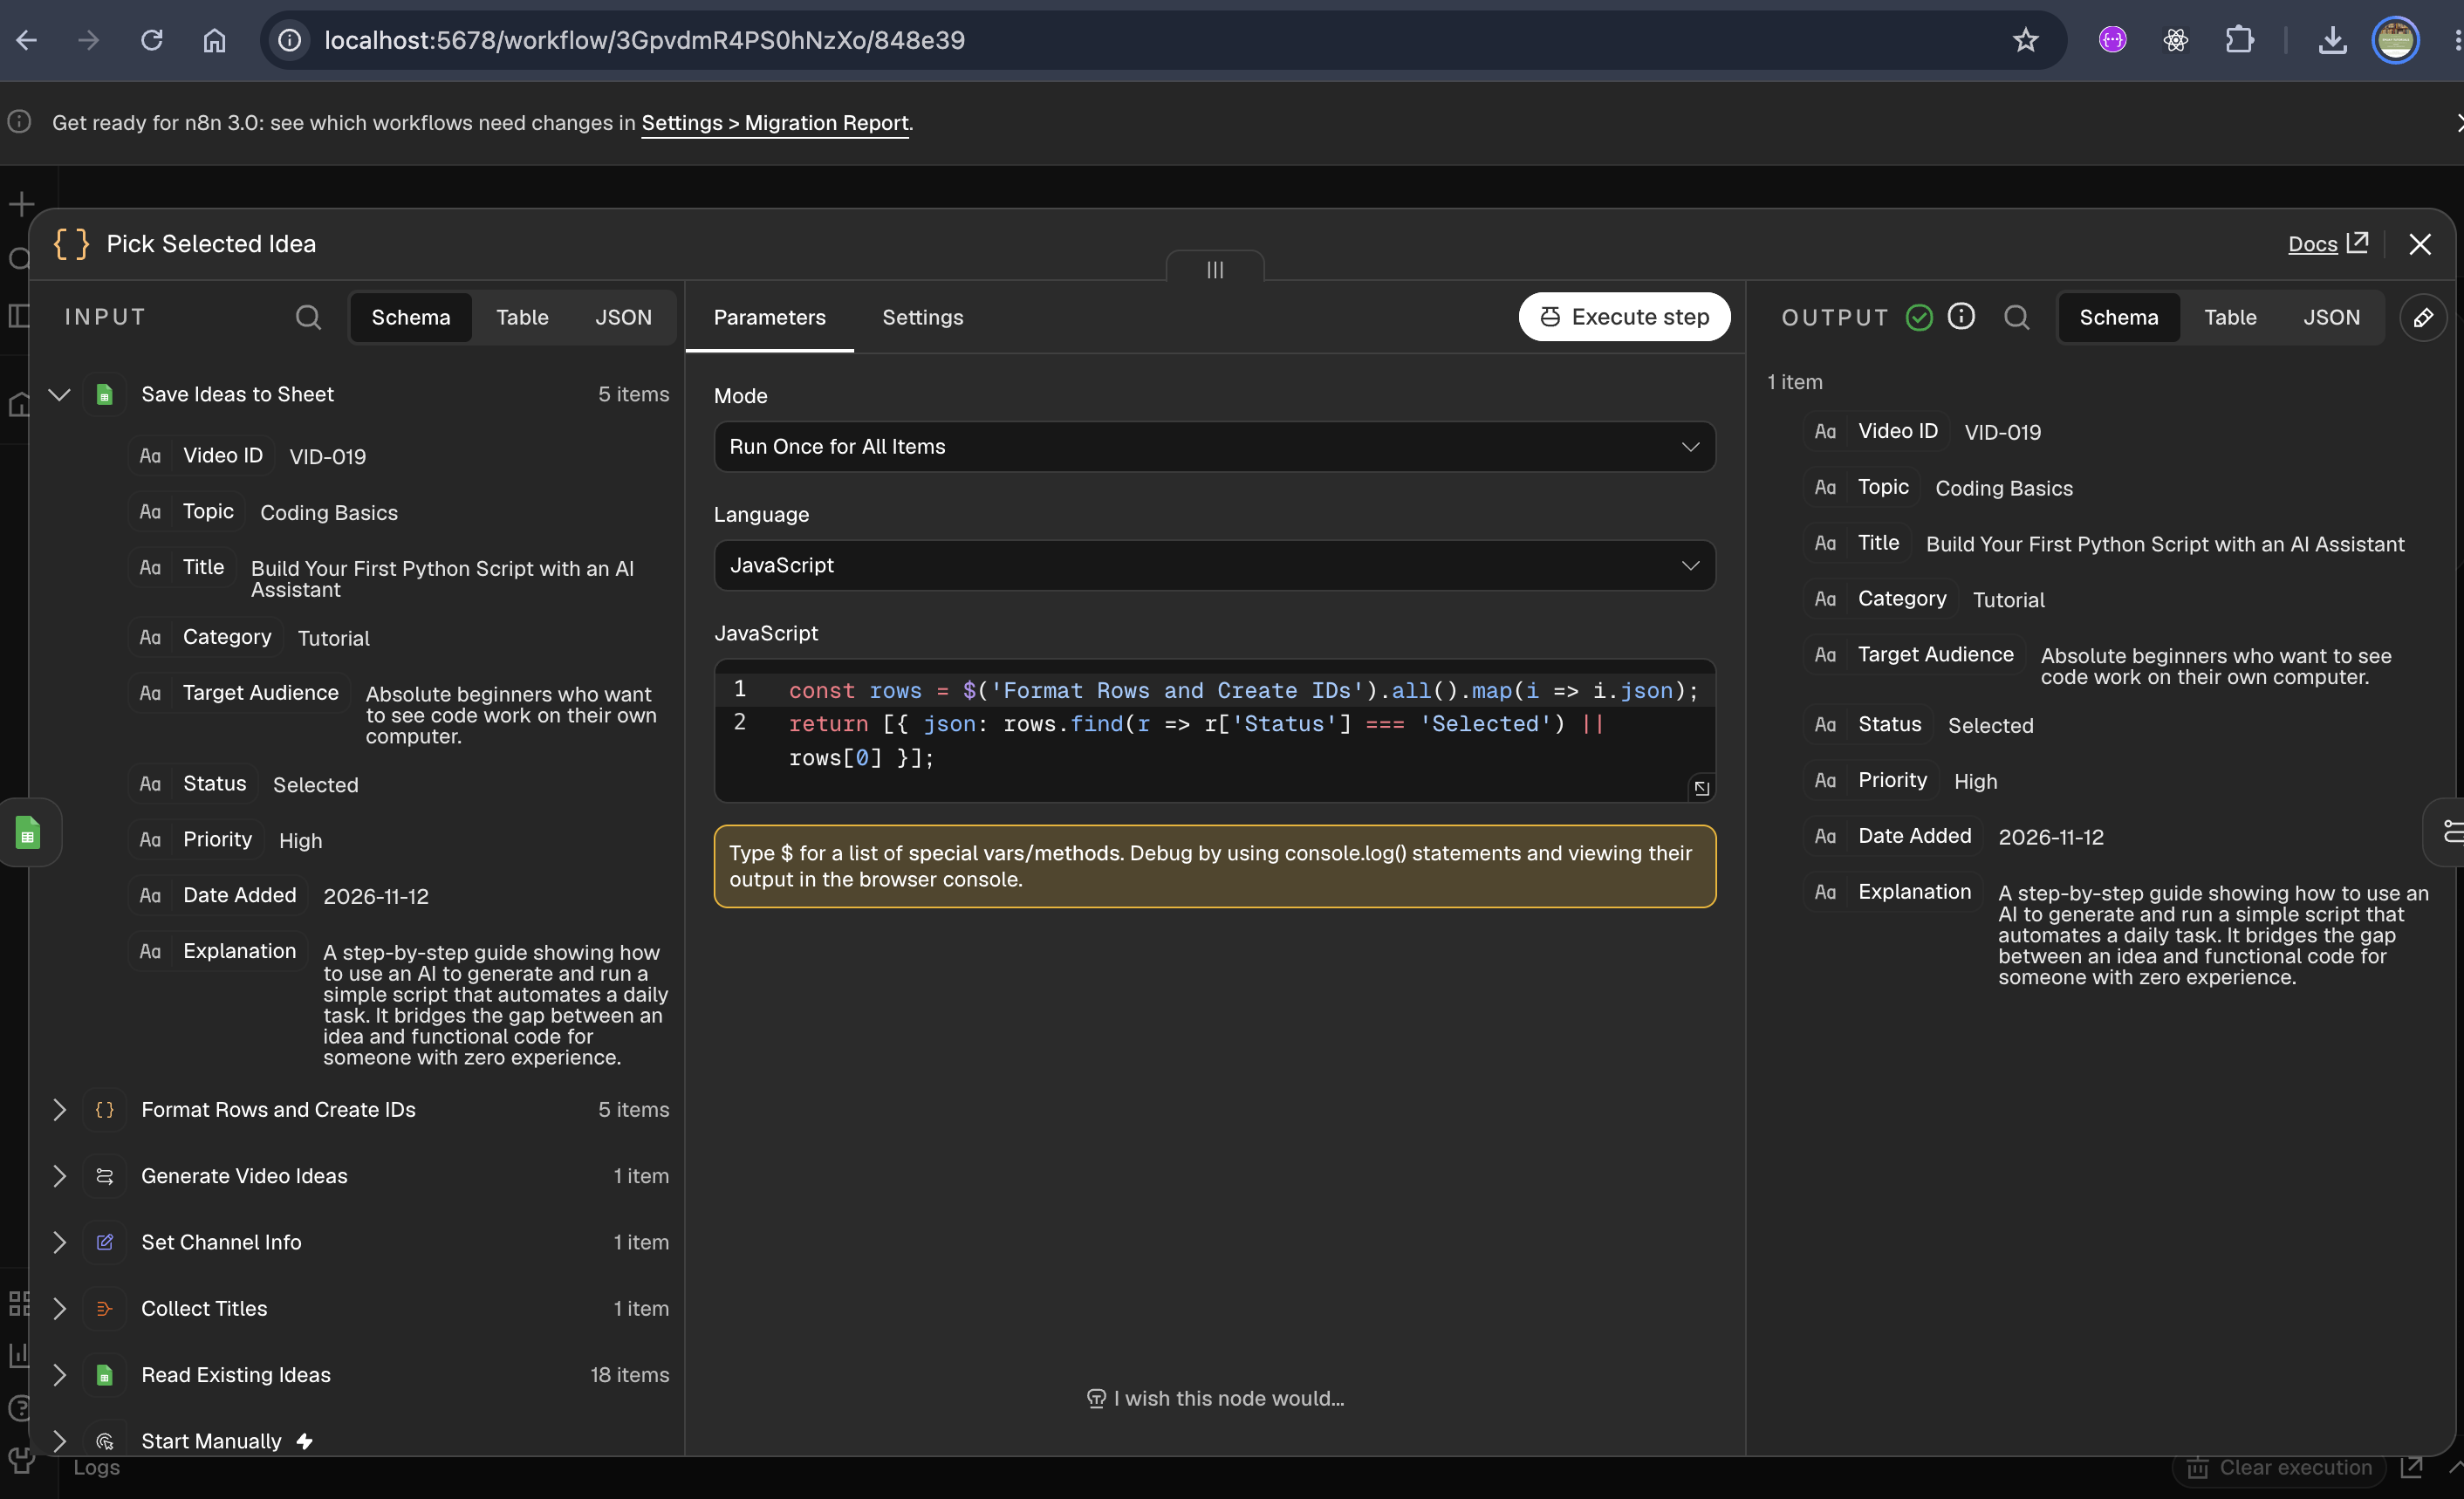 localhost:5678/workflow/3GpvdmR4PS0hNzXo/848e39
Get ready for n8n 3.0: see which workflows need changes in Settings > Migration Report.
Pick Selected Idea
Docs
INPUT
Schema
Table
JSON
Save Ideas to Sheet
5 items
Aa Video ID VID-019
Aa Topic Coding Basics
Aa Title Build Your First Python Script with an AI
Assistant
Aa Category Tutorial
Aa Target Audience Absolute beginners who want
to see code work on their own
computer.
Aa Status Selected
Aa Priority High
Aa Date Added 2026-11-12
Aa Explanation A step-by-step guide showing how
to use an AI to generate and run a
simple script that automates a daily
task. It bridges the gap between an
idea and functional code for
someone with zero experience.
Format Rows and Create IDs 5 items
Generate Video Ideas 1 item
Set Channel Info 1 item
Collect Titles 1 item
Read Existing Ideas 18 items
Start Manually
Parameters
Settings
Execute step
Mode
Run Once for All Items
Language
JavaScript
JavaScript
1 const rows = $('Format Rows and Create IDs').all().map(i => i.json);
2 return [{ json: rows.find(r => r['Status'] === 'Selected') ||
rows[0] }];
Type $ for a list of special vars/methods. Debug by using console.log() statements and viewing their
output in the browser console.
I wish this node would...
OUTPUT
Schema
Table
JSON
1 item
Aa Video ID VID-019
Aa Topic Coding Basics
Aa Title Build Your First Python Script with an AI Assistant
Aa Category Tutorial
Aa Target Audience Absolute beginners who want to see
code work on their own computer.
Aa Status Selected
Aa Priority High
Aa Date Added 2026-11-12
Aa Explanation A step-by-step guide showing how to use an
AI to generate and run a simple script that
automates a daily task. It bridges the gap
between an idea and functional code for
someone with zero experience.
Logs
Clear execution